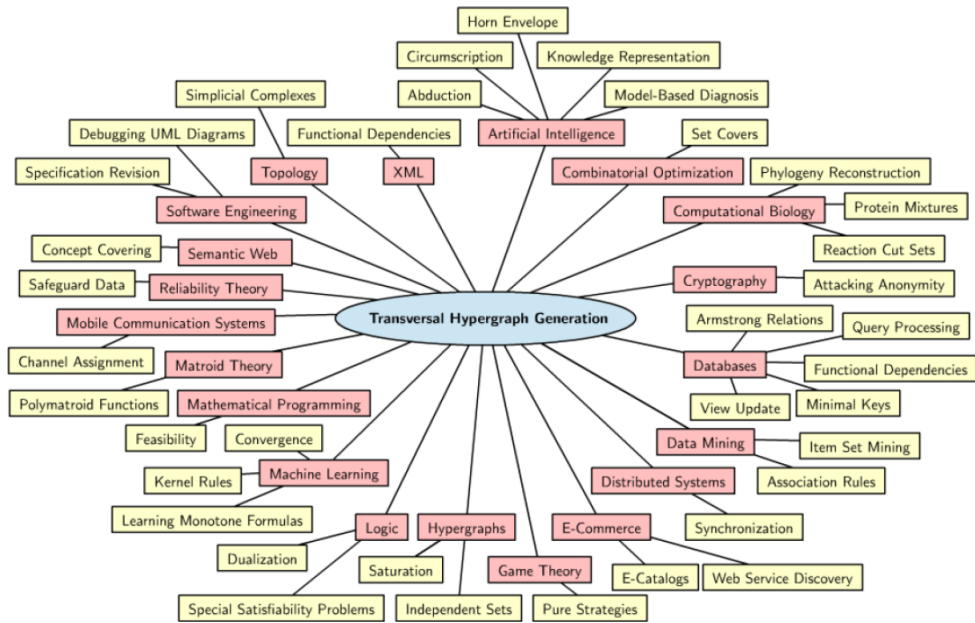 Horn Envelope
Circumscription
Knowledge Representation
Simplicial Complexes
Abduction
Model-Based Diagnosis
Debugging UML Diagrams
Functional Dependencies
Artificial Intelligence
Set Covers
Specification Revision
Topology
XML
Combinatorial Optimization
Phylogeny Reconstruction
Software Engineering
Computational Biology
Protein Mixtures
Concept Covering
Semantic Web
Reaction Cut Sets
Safeguard Data
Reliability Theory
Cryptography
Attacking Anonymity
Mobile Communication Systems
Transversal Hypergraph Generation
Armstrong Relations
Query Processing
Channel Assignment
Matroid Theory
Databases
Functional Dependencies
Polymatroid Functions
Mathematical Programming
View Update
Minimal Keys
Feasibility
Convergence
Data Mining
Item Set Mining
Kernel Rules
Machine Learning
Distributed Systems
Association Rules
Learning Monotone Formulas
Logic
Hypergraphs
E-Commerce
Synchronization
Dualization
Saturation
Game Theory
E-Catalogs
Web Service Discovery
Special Satisfiability Problems
Independent Sets
Pure Strategies